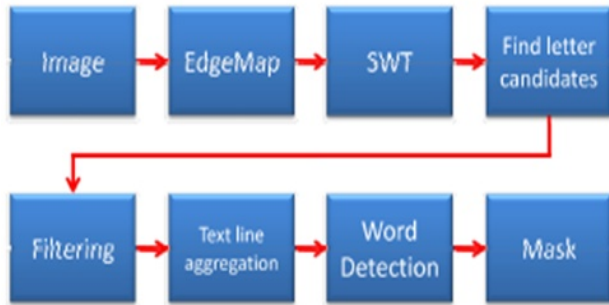 Image
EdgeMap
SWT
Find letter
candidates
Filtering
Text line
aggregation
Word
Detection
Mask